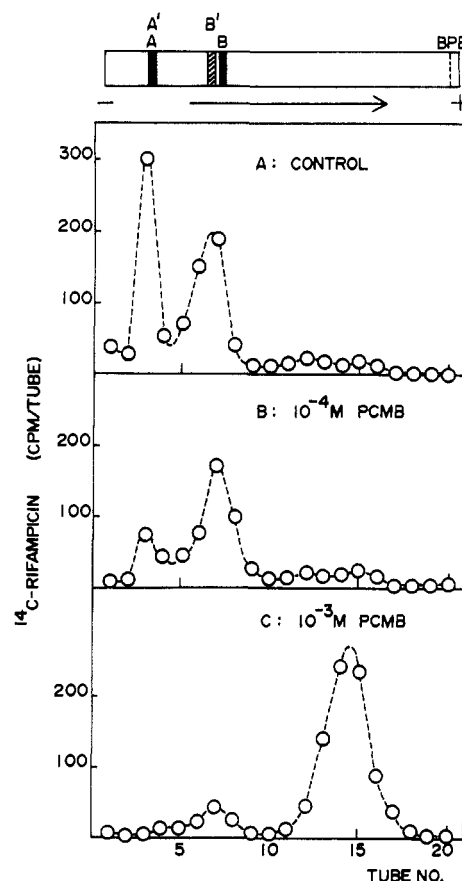 A' B'
A B BPB
− +
A: CONTROL
300
200
100
B: 10⁻⁴M PCMB
200
100
C: 10⁻³M PCMB
200
100
5 10 15 20
TUBE NO.
¹⁴C-RIFAMPICIN (CPM/TUBE)